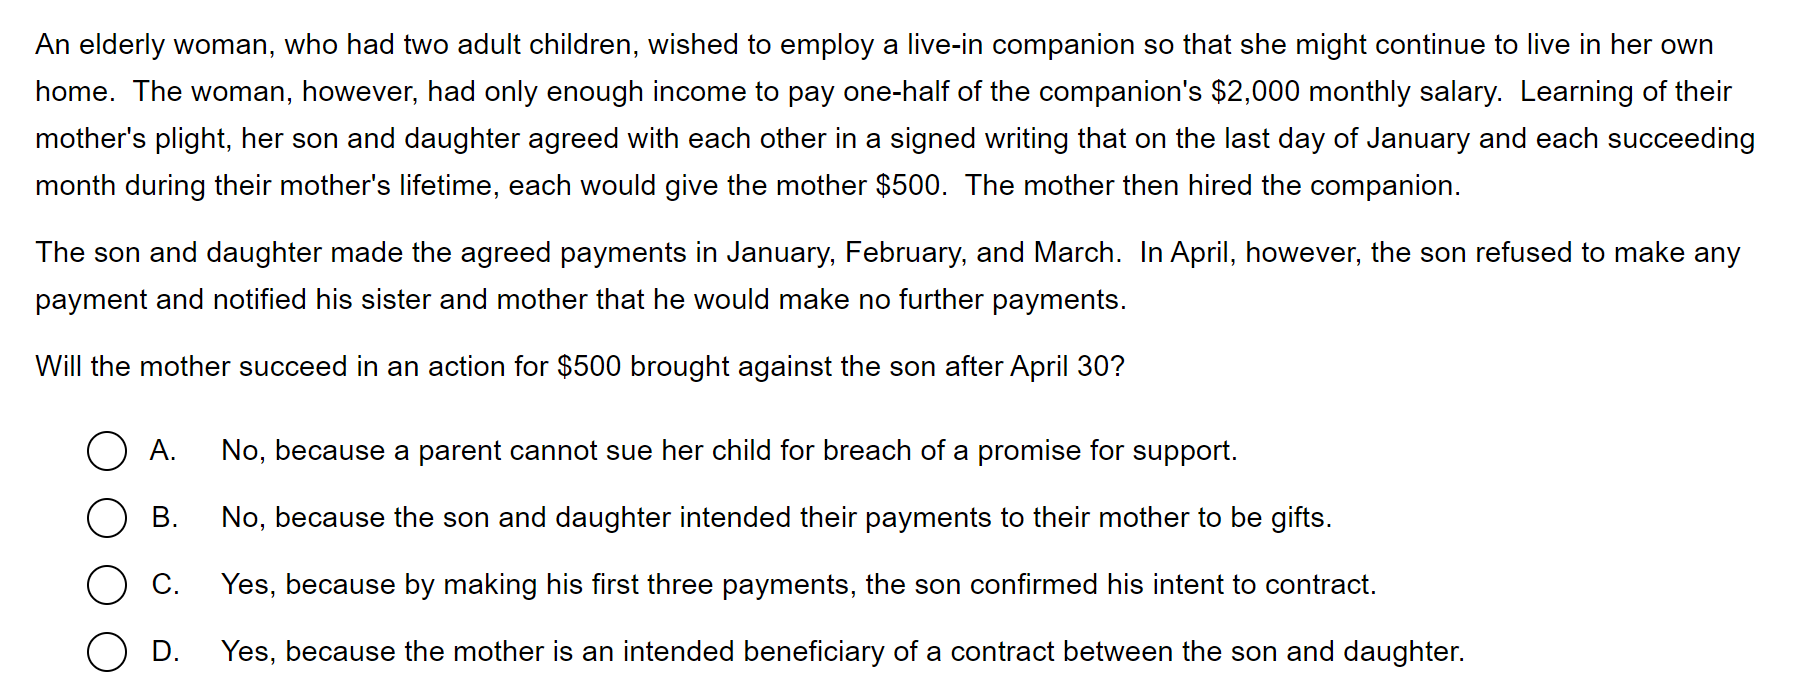 An elderly woman, who had two adult children, wished to employ a live-in companion so that she might continue to live in her own
home.  The woman, however, had only enough income to pay one-half of the companion's $2,000 monthly salary.  Learning of their
mother's plight, her son and daughter agreed with each other in a signed writing that on the last day of January and each succeeding
month during their mother's lifetime, each would give the mother $500.  The mother then hired the companion.
The son and daughter made the agreed payments in January, February, and March.  In April, however, the son refused to make any
payment and notified his sister and mother that he would make no further payments.
Will the mother succeed in an action for $500 brought against the son after April 30?
A. No, because a parent cannot sue her child for breach of a promise for support.
B. No, because the son and daughter intended their payments to their mother to be gifts.
C. Yes, because by making his first three payments, the son confirmed his intent to contract.
D. Yes, because the mother is an intended beneficiary of a contract between the son and daughter.